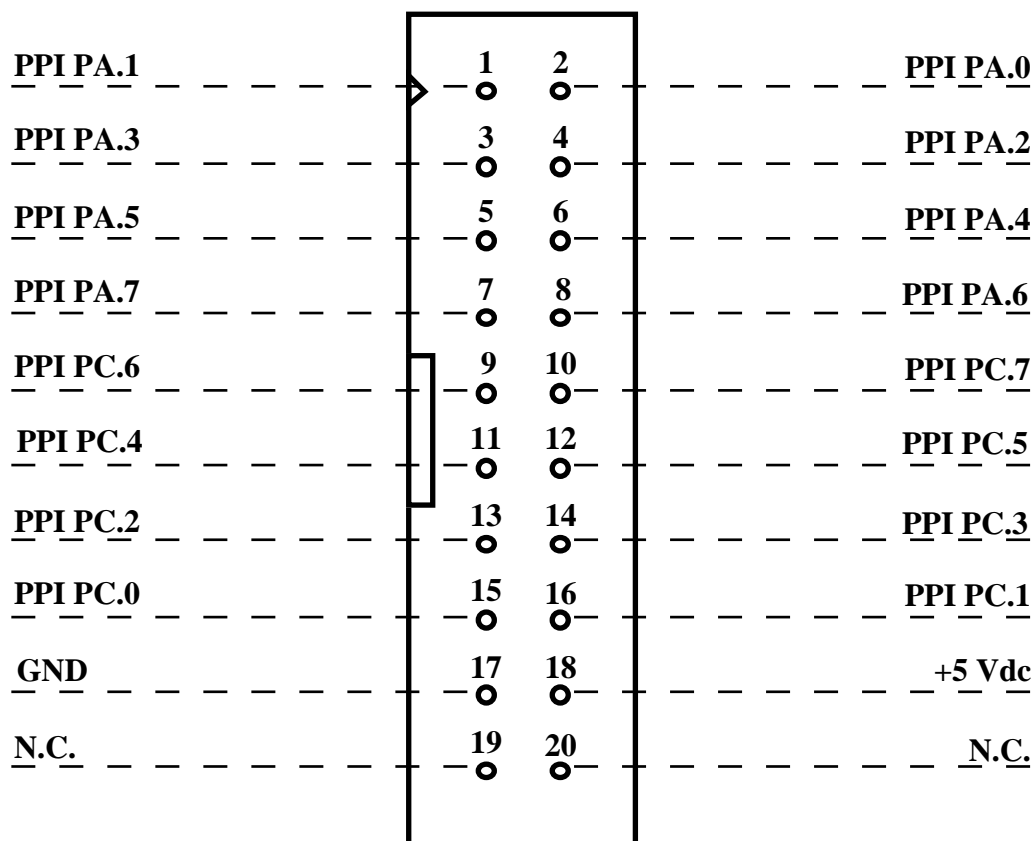 PPI PA.1 1 2 PPI PA.0
PPI PA.3 3 4 PPI PA.2
PPI PA.5 5 6 PPI PA.4
PPI PA.7 7 8 PPI PA.6
PPI PC.6 9 10 PPI PC.7
PPI PC.4 11 12 PPI PC.5
PPI PC.2 13 14 PPI PC.3
PPI PC.0 15 16 PPI PC.1
GND 17 18 +5 Vdc
N.C. 19 20 N.C.